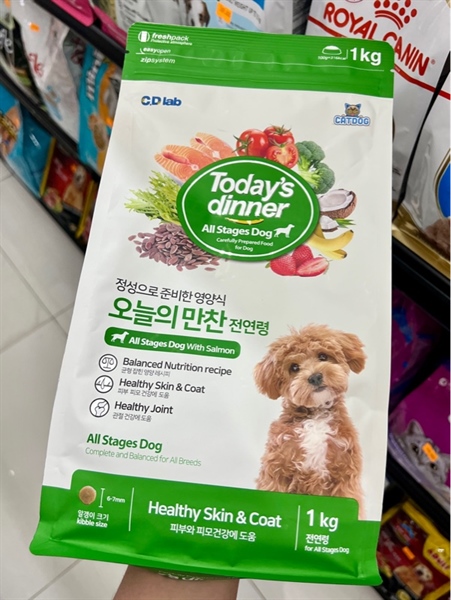 freshpack
easyopen
zipsystem
1kg
ROYAL CANIN
C,D lab
CATDOG
Today's
dinner
All Stages Dog
Carefully Prepared Food
for Dog
정성으로 준비한 영양식
오늘의 만찬 전연령
All Stages Dog With Salmon
Balanced Nutrition recipe
균형 잡힌 영양 레시피
Healthy Skin & Coat
피부 피모 건강에 도움
Healthy Joint
관절 건강에 도움
All Stages Dog
Complete and Balanced for All Breeds
6-7mm
알갱이 크기
kibble size
Healthy Skin & Coat
피부와 피모건강에 도움
1kg
전연령
for All Stages Dog